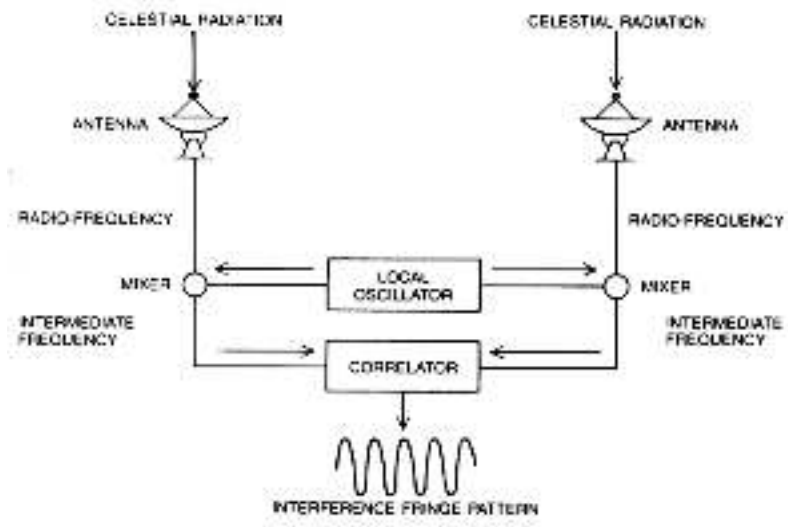 CELESTIAL RADIATION
CELESTIAL RADIATION
ANTENNA
ANTENNA
RADIO-FREQUENCY
RADIO-FREQUENCY
LOCAL
OSCILLATOR
MIXER
MIXER
INTERMEDIATE
FREQUENCY
INTERMEDIATE
FREQUENCY
CORRELATOR
INTERFERENCE FRINGE PATTERN